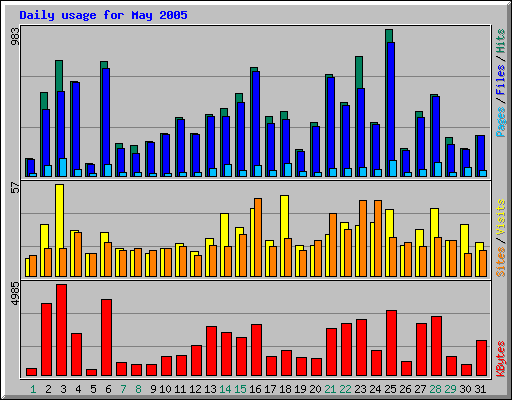 Daily usage for May 2005
983
Pages / Files / Hits
57
Sites / Visits
4985
KBytes
1 2 3 4 5 6 7 8 9 10 11 12 13 14 15 16 17 18 19 20 21 22 23 24 25 26 27 28 29 30 31